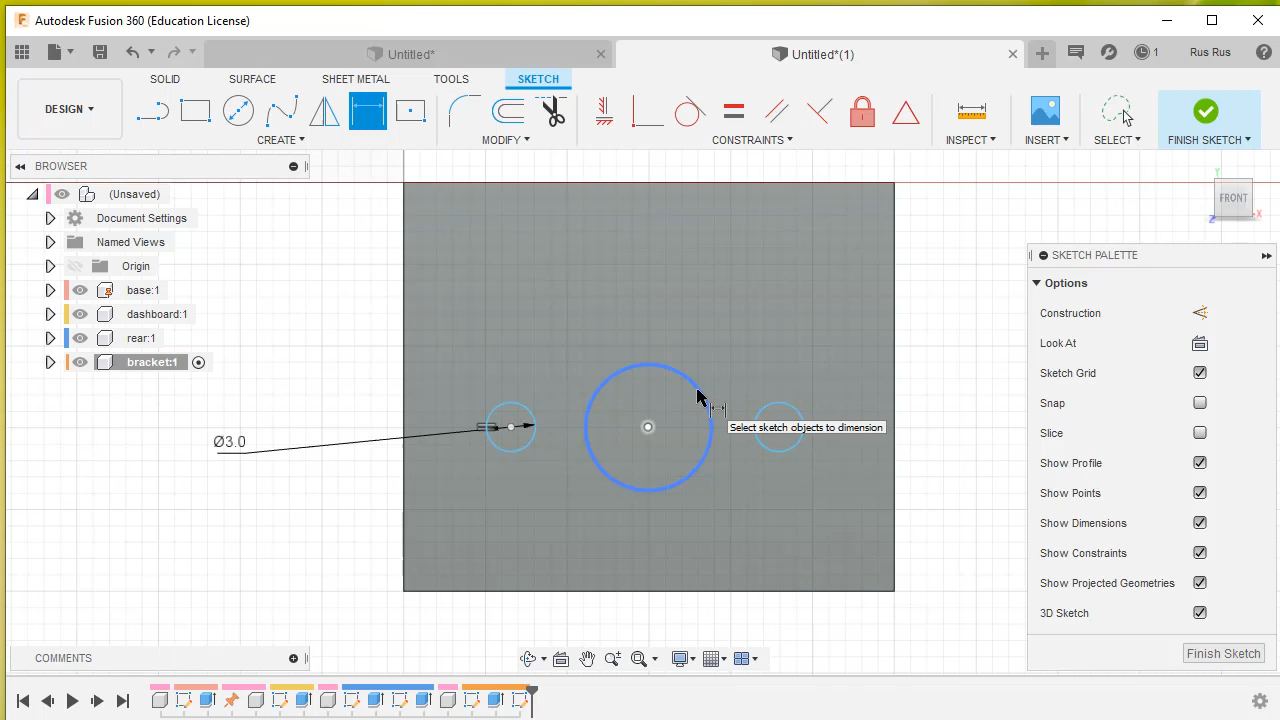 Autodesk Fusion 360 (Education License)
Untitled*
Untitled*(1)
1
Rus Rus
DESIGN
SOLID
SURFACE
SHEET METAL
TOOLS
SKETCH
CREATE
MODIFY
CONSTRAINTS
INSPECT
INSERT
SELECT
FINISH SKETCH
BROWSER
(Unsaved)
Document Settings
Named Views
Origin
base:1
dashboard:1
rear:1
bracket:1
Ø3.0
Select sketch objects to dimension
Y
FRONT
X
Z
SKETCH PALETTE
Options
Construction
Look At
Sketch Grid
Snap
Slice
Show Profile
Show Points
Show Dimensions
Show Constraints
Show Projected Geometries
3D Sketch
Finish Sketch
COMMENTS